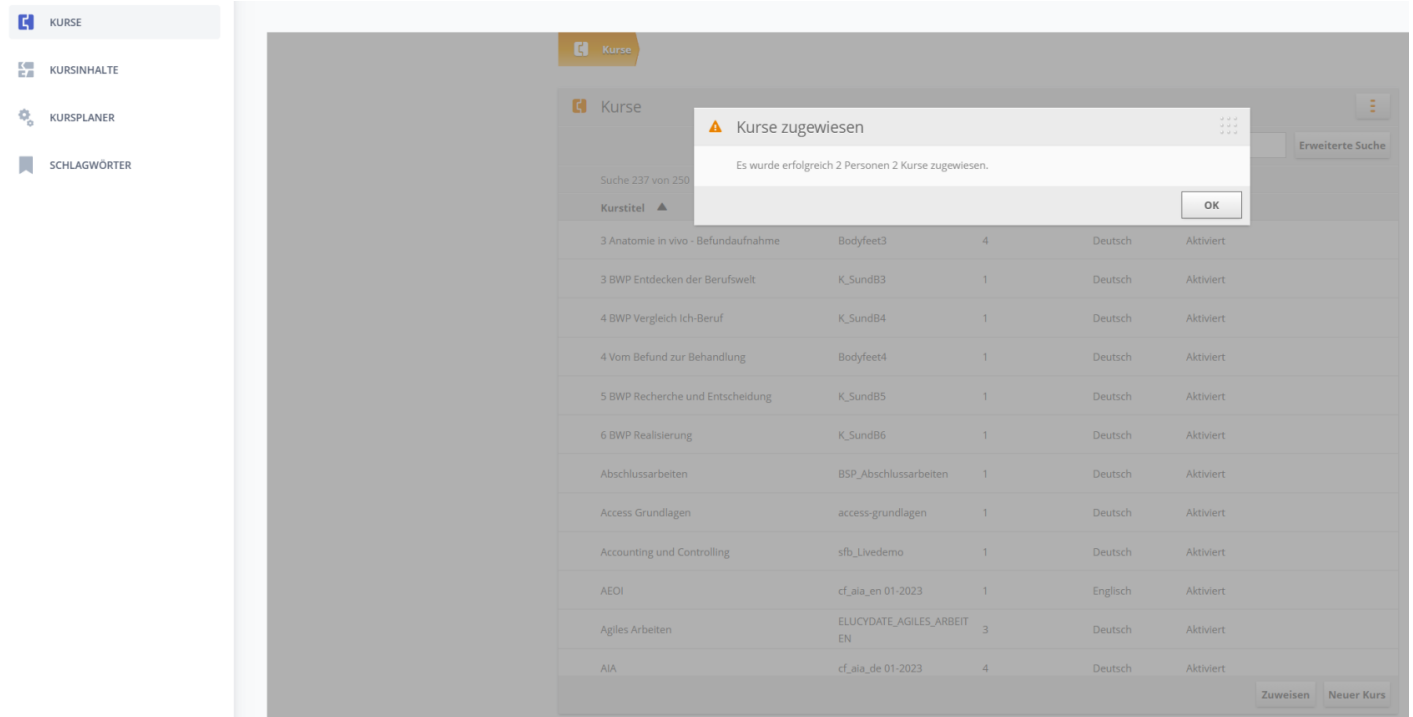 KURSE
KURSINHALTE
KURSPLANER
SCHLAGWÖRTER
Kurse
Kurse
Kurse zugewiesen
Es wurde erfolgreich 2 Personen 2 Kurse zugewiesen.
OK
Erweiterte Suche
Suche 237 von 250
Kurstitel
3 Anatomie in vivo - Befundaufnahme Bodyfeet3 4 Deutsch Aktiviert
3 BWP Entdecken der Berufswelt K_SundB3 1 Deutsch Aktiviert
4 BWP Vergleich Ich-Beruf K_SundB4 1 Deutsch Aktiviert
4 Vom Befund zur Behandlung Bodyfeet4 1 Deutsch Aktiviert
5 BWP Recherche und Entscheidung K_SundB5 1 Deutsch Aktiviert
6 BWP Realisierung K_SundB6 1 Deutsch Aktiviert
Abschlussarbeiten BSP_Abschlussarbeiten 1 Deutsch Aktiviert
Access Grundlagen access-grundlagen 1 Deutsch Aktiviert
Accounting und Controlling sfb_Livedemo 1 Deutsch Aktiviert
AEOI cf_aia_en 01-2023 1 Englisch Aktiviert
Agiles Arbeiten ELUCYDATE_AGILES_ARBEIT 3 Deutsch Aktiviert
EN
AIA cf_aia_de 01-2023 4 Deutsch Aktiviert
Zuweisen Neuer Kurs